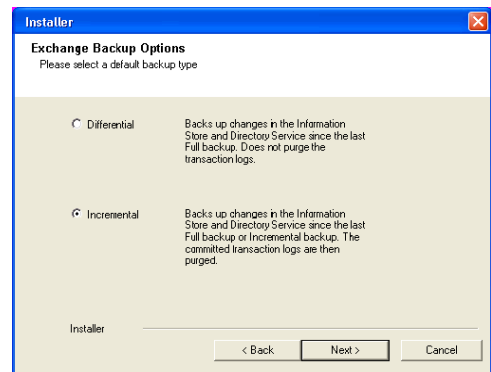 Installer
Exchange Backup Options
Please select a default backup type
Differential
Backs up changes in the Information
Store and Directory Service since the last
Full backup. Does not purge the
transaction logs.
Incremental
Backs up changes in the Information
Store and Directory Service since the last
Full backup or Incremental backup. The
committed transaction logs are then
purged.
Installer
< Back
Next >
Cancel